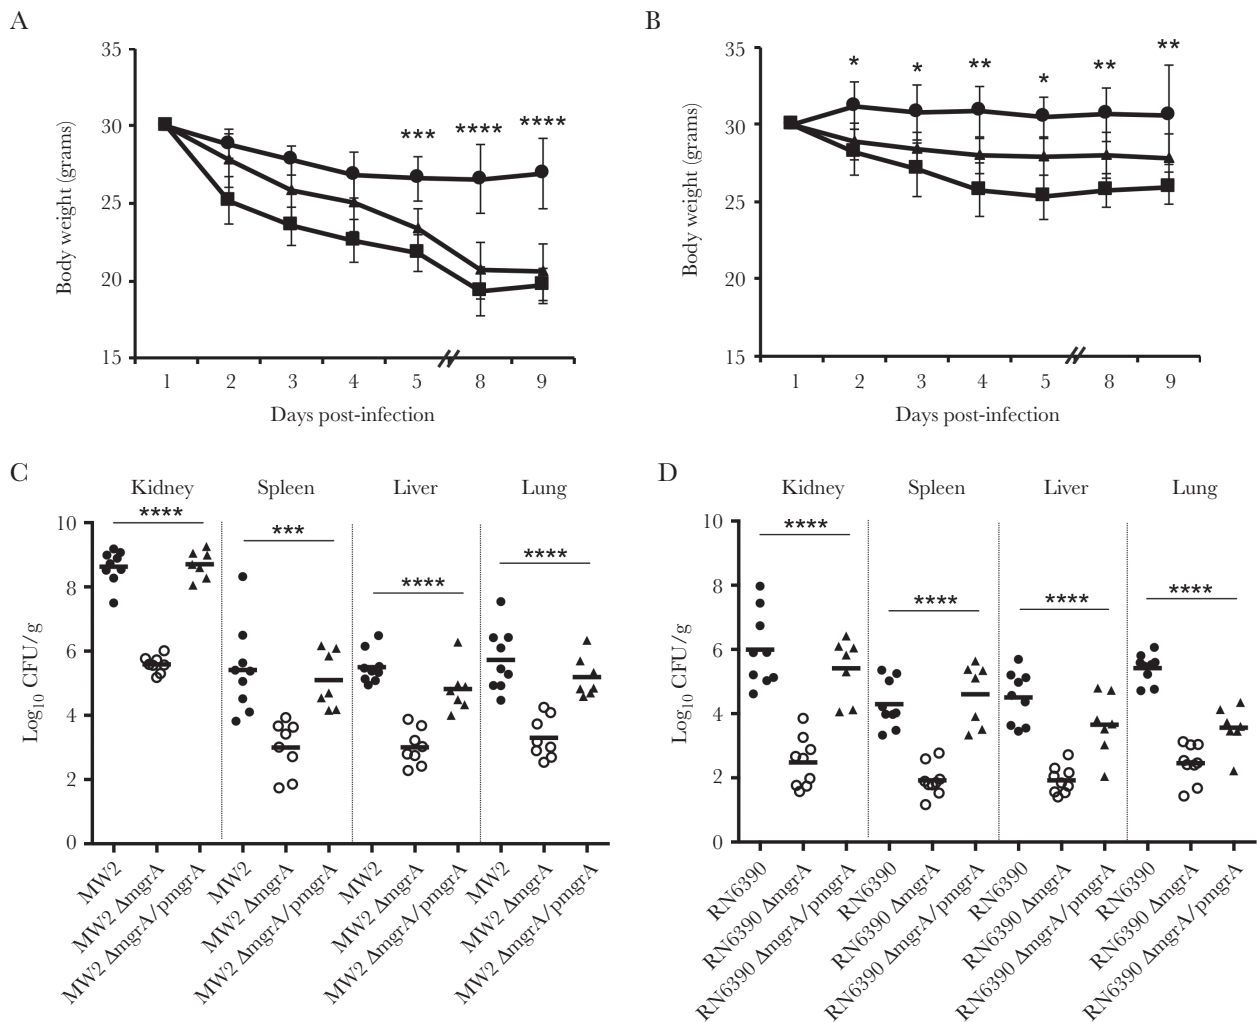 A
35
30
25
20
15
Body weight (grams)
*** **** ****
1 2 3 4 5 8 9
Days post-infection
B
35
30
25
20
15
Body weight (grams)
* * ** * ** **
1 2 3 4 5 8 9
Days post-infection
C
Kidney Spleen Liver Lung
**** *** **** ****
10
8
6
4
2
0
Log10 CFU/g
MW2
MW2 ΔmgrA
MW2 ΔmgrA/pmgrA
MW2
MW2 ΔmgrA
MW2 ΔmgrA/pmgrA
MW2
MW2 ΔmgrA
MW2 ΔmgrA/pmgrA
MW2
MW2 ΔmgrA
MW2 ΔmgrA/pmgrA
D
Kidney Spleen Liver Lung
**** **** **** ****
10
8
6
4
2
0
Log10 CFU/g
RN6390
RN6390 ΔmgrA
RN6390 ΔmgrA/pmgrA
RN6390
RN6390 ΔmgrA
RN6390 ΔmgrA/pmgrA
RN6390
RN6390 ΔmgrA
RN6390 ΔmgrA/pmgrA
RN6390
RN6390 ΔmgrA
RN6390 ΔmgrA/pmgrA